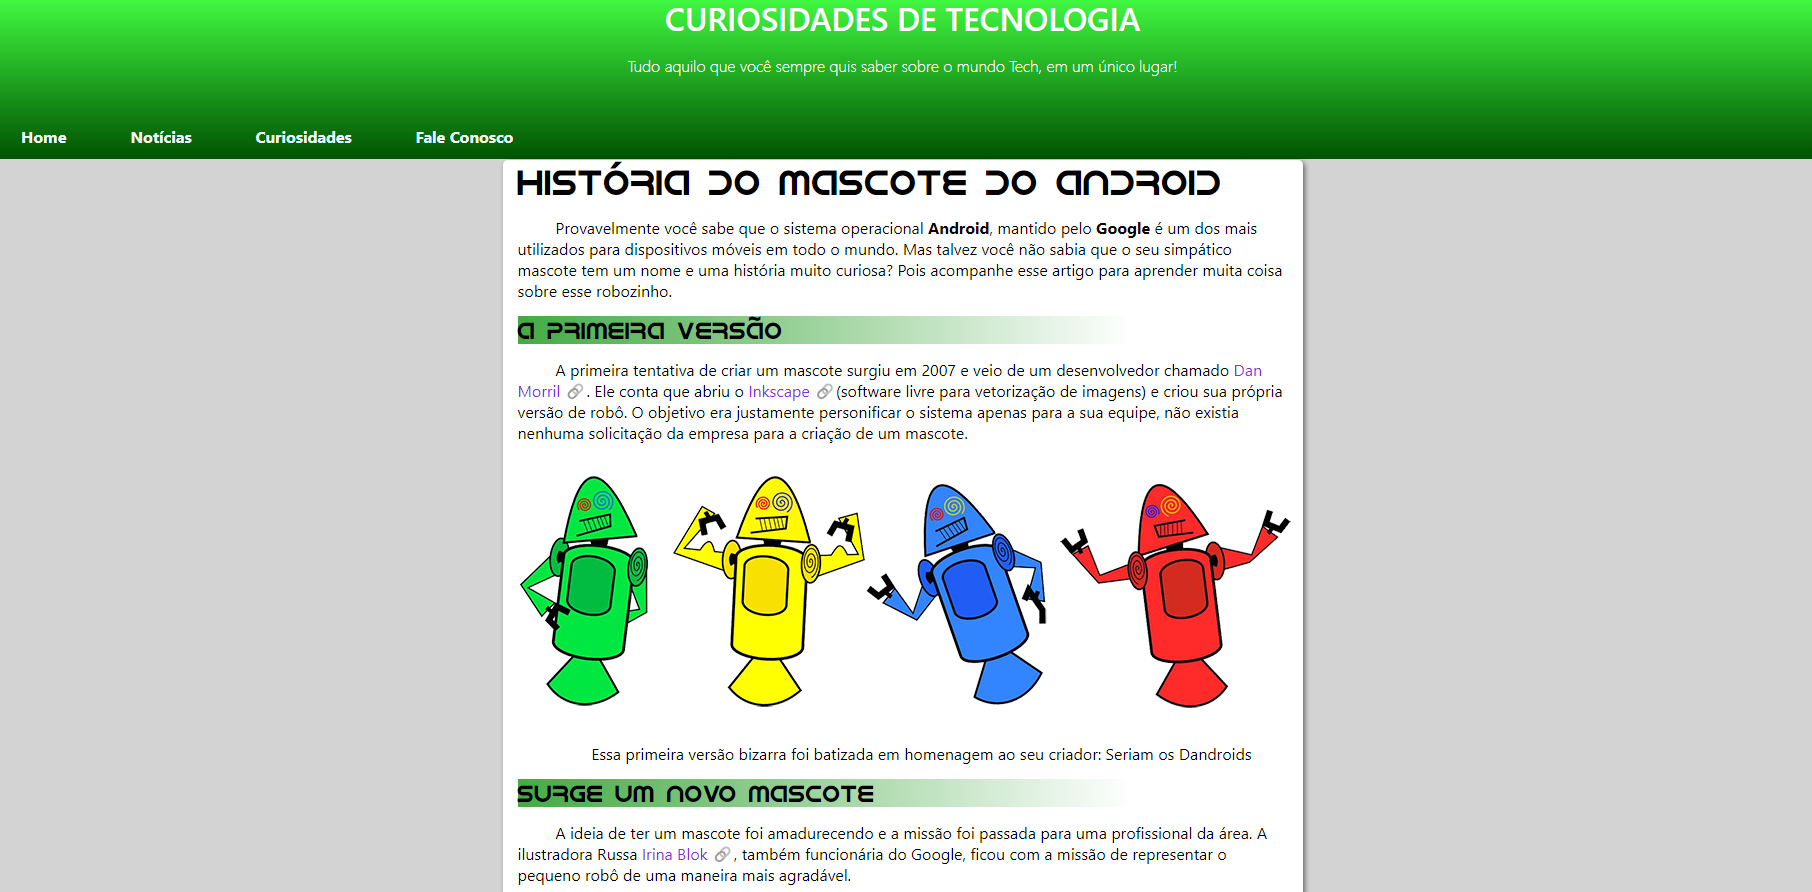 CURIOSIDADES DE TECNOLOGIA
Tudo aquilo que você sempre quis saber sobre o mundo Tech, em um único lugar!
Home Notícias Curiosidades Fale Conosco
HISTÓRIA DO MASCOTE DO ANDROID
Provavelmente você sabe que o sistema operacional Android, mantido pelo Google é um dos mais
utilizados para dispositivos móveis em todo o mundo. Mas talvez você não sabia que o seu simpático
mascote tem um nome e uma história muito curiosa? Pois acompanhe esse artigo para aprender muita coisa
sobre esse robozinho.
A PRIMEIRA VERSÃO
A primeira tentativa de criar um mascote surgiu em 2007 e veio de um desenvolvedor chamado Dan
Morril 🔗. Ele conta que abriu o Inkscape 🔗(software livre para vetorização de imagens) e criou sua própria
versão de robô. O objetivo era justamente personificar o sistema apenas para a sua equipe, não existia
nenhuma solicitação da empresa para a criação de um mascote.
Essa primeira versão bizarra foi batizada em homenagem ao seu criador: Seriam os Dandroids
SURGE UM NOVO MASCOTE
A ideia de ter um mascote foi amadurecendo e a missão foi passada para uma profissional da área. A
ilustradora Russa Irina Blok 🔗, também funcionária do Google, ficou com a missão de representar o
pequeno robô de uma maneira mais agradável.